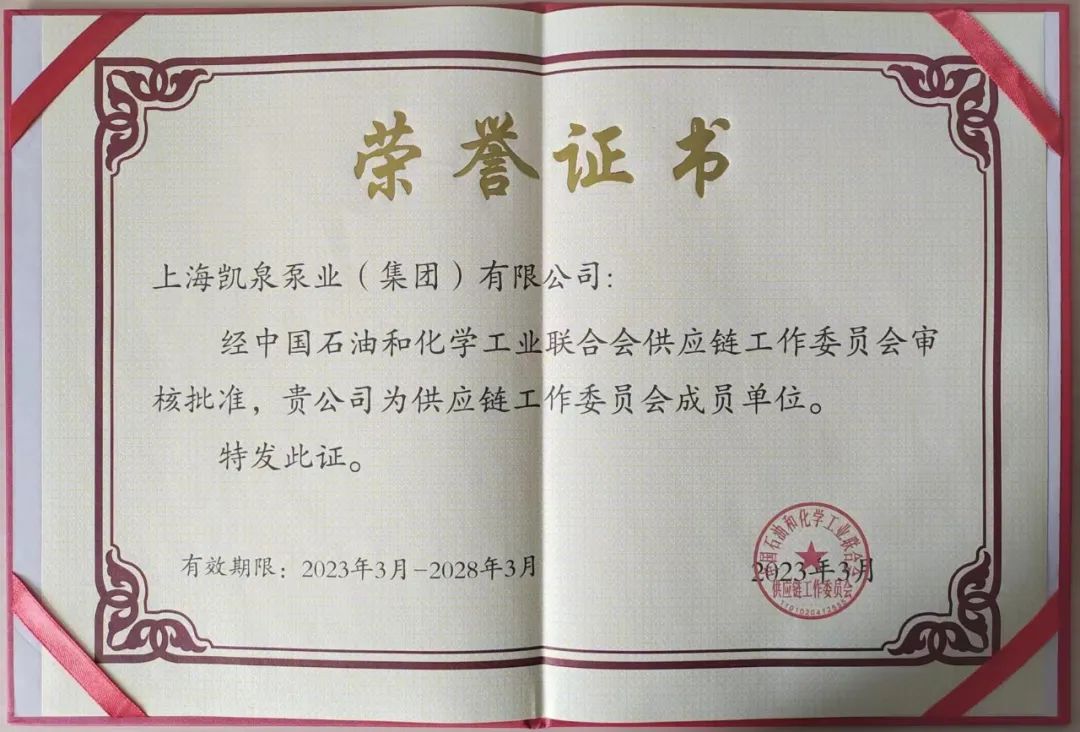 荣誉证书
上海凯泉泵业（集团）有限公司：
经中国石油和化学工业联合会供应链工作委员会审
核批准，贵公司为供应链工作委员会成员单位。
特发此证。
有效期限：2023年3月-2028年3月
2023年3月
中国石油和化学工业联合会
供应链工作委员会